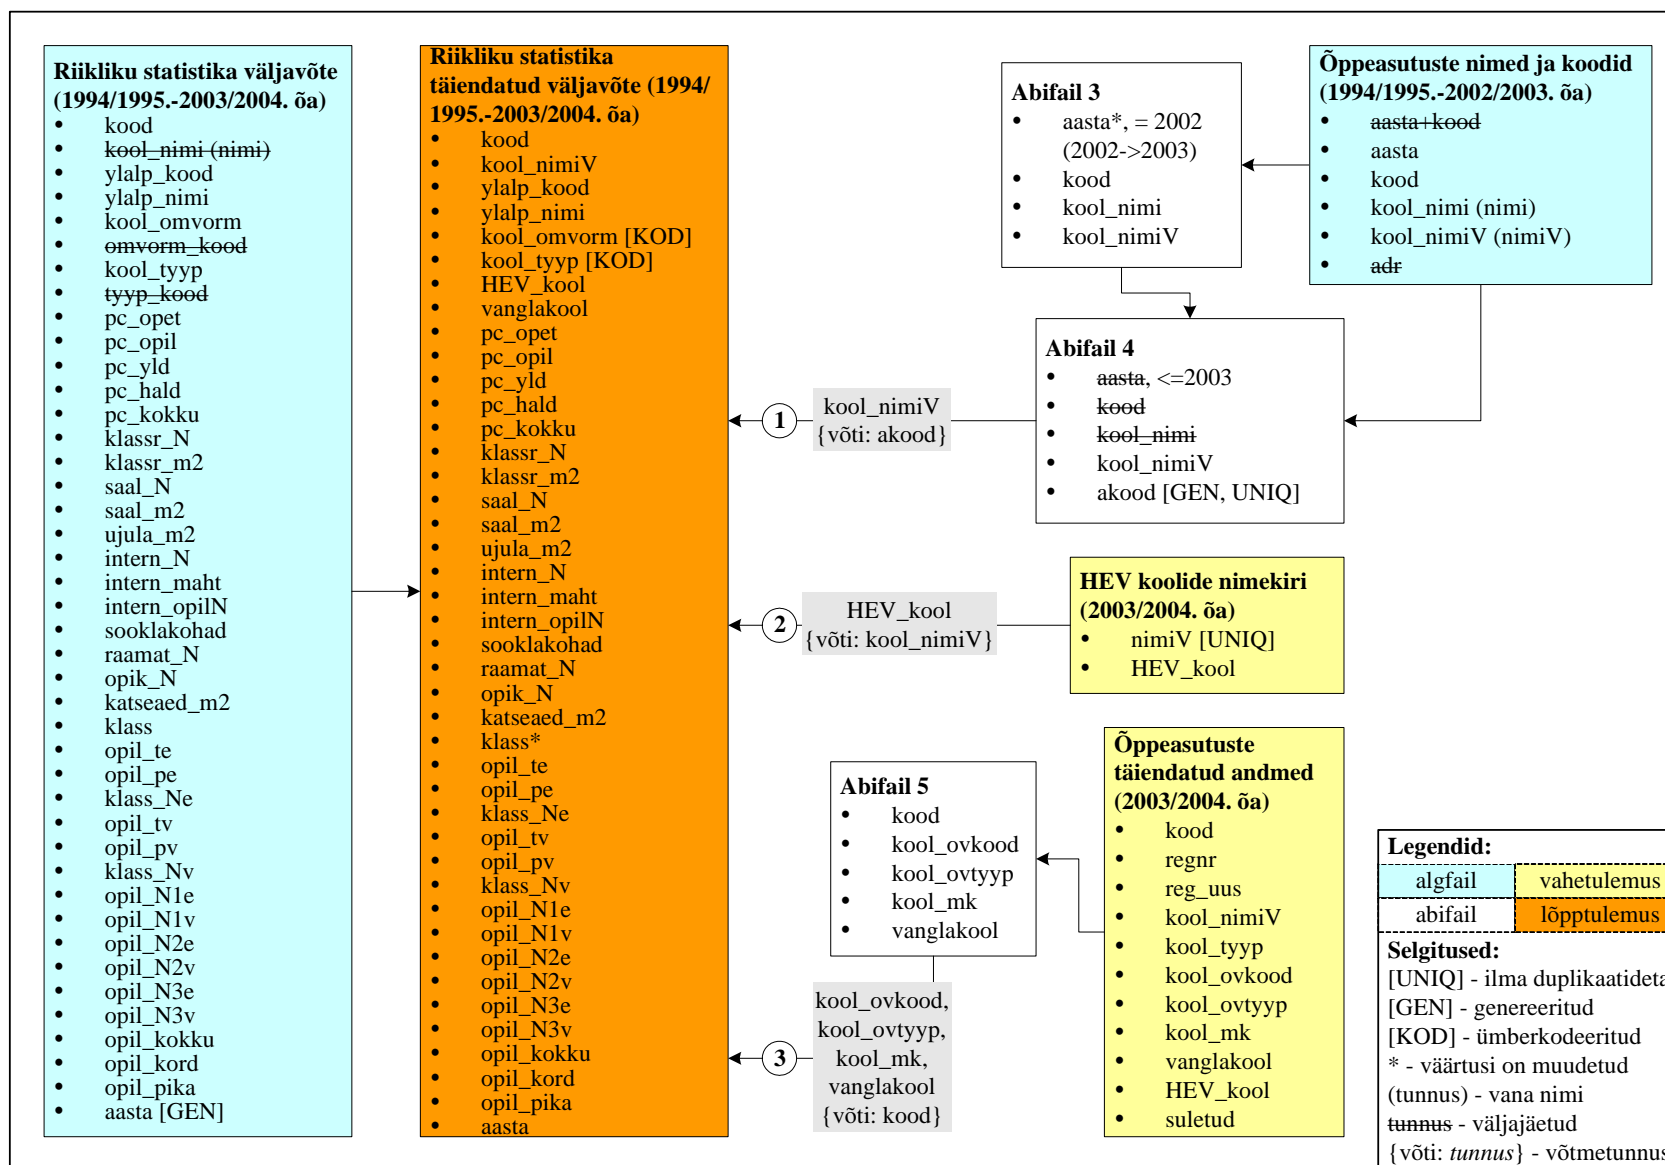 Riikliku statistika väljavõte
(1994/1995.-2003/2004. õa)
• kood
• kool_nimi (nimi)
• ylalp_kood
• ylalp_nimi
• kool_omvorm
• omvorm_kood
• kool_tyyp
• tyyp_kood
• pc_opet
• pc_opil
• pc_yld
• pc_hald
• pc_kokku
• klassr_N
• klassr_m2
• saal_N
• saal_m2
• ujula_m2
• intern_N
• intern_maht
• intern_opilN
• sooklakohad
• raamat_N
• opik_N
• katseaed_m2
• klass
• opil_te
• opil_pe
• klass_Ne
• opil_tv
• opil_pv
• klass_Nv
• opil_N1e
• opil_N1v
• opil_N2e
• opil_N2v
• opil_N3e
• opil_N3v
• opil_kokku
• opil_kord
• opil_pika
• aasta [GEN]
Riikliku statistika
täiendatud väljavõte (1994/
1995.-2003/2004. õa)
• kood
• kool_nimiV
• ylalp_kood
• ylalp_nimi
• kool_omvorm [KOD]
• kool_tyyp [KOD]
• HEV_kool
• vanglakool
• pc_opet
• pc_opil
• pc_yld
• pc_hald
• pc_kokku
• klassr_N
• klassr_m2
• saal_N
• saal_m2
• ujula_m2
• intern_N
• intern_maht
• intern_opilN
• sooklakohad
• raamat_N
• opik_N
• katseaed_m2
• klass*
• opil_te
• opil_pe
• klass_Ne
• opil_tv
• opil_pv
• klass_Nv
• opil_N1e
• opil_N1v
• opil_N2e
• opil_N2v
• opil_N3e
• opil_N3v
• opil_kokku
• opil_kord
• opil_pika
• aasta
Abifail 3
• aasta*, = 2002
(2002->2003)
• kood
• kool_nimi
• kool_nimiV
Õppeasutuste nimed ja koodid
(1994/1995.-2002/2003. õa)
• aasta+kood
• aasta
• kood
• kool_nimi (nimi)
• kool_nimiV (nimiV)
• adr
Abifail 4
• aasta, <=2003
• kood
• kool_nimi
• kool_nimiV
• akood [GEN, UNIQ]
1
kool_nimiV
{võti: akood}
2
HEV_kool
{võti: kool_nimiV}
HEV koolide nimekiri
(2003/2004. õa)
• nimiV [UNIQ]
• HEV_kool
Abifail 5
• kood
• kool_ovkood
• kool_ovtyyp
• kool_mk
• vanglakool
Õppeasutuste
täiendatud andmed
(2003/2004. õa)
• kood
• regnr
• reg_uus
• kool_nimiV
• kool_tyyp
• kool_ovkood
• kool_ovtyyp
• kool_mk
• vanglakool
• HEV_kool
• suletud
3
kool_ovkood,
kool_ovtyyp,
kool_mk,
vanglakool
{võti: kood}
Legendid:
algfail vahetulemus
abifail lõpptulemus
Selgitused:
[UNIQ] - ilma duplikaatideta
[GEN] - genereeritud
[KOD] - ümberkodeeritud
* - väärtusi on muudetud
(tunnus) - vana nimi
tunnus - väljajäetud
{võti: tunnus} - võtmetunnus